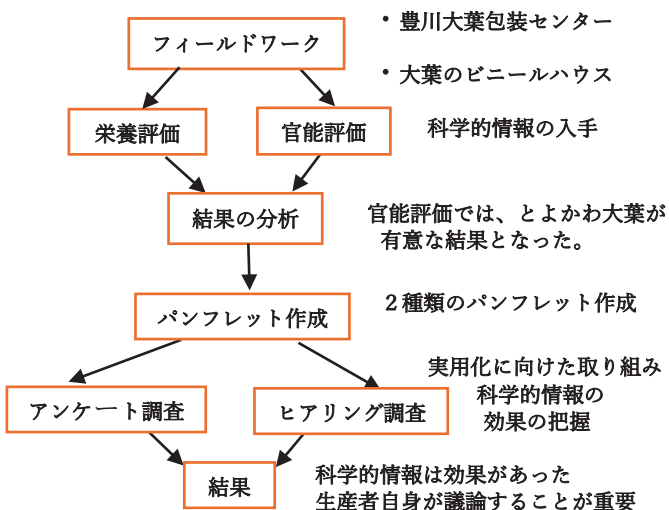 フィールドワーク
・豊川大葉包装センター
・大葉のビニールハウス
栄養評価
官能評価
科学的情報の入手
結果の分析
官能評価では、とよかわ大葉が
有意な結果となった。
パンフレット作成
２種類のパンフレット作成
実用化に向けた取り組み
科学的情報の
効果の把握
アンケート調査
ヒアリング調査
結果
科学的情報は効果があった
生産者自身が議論することが重要